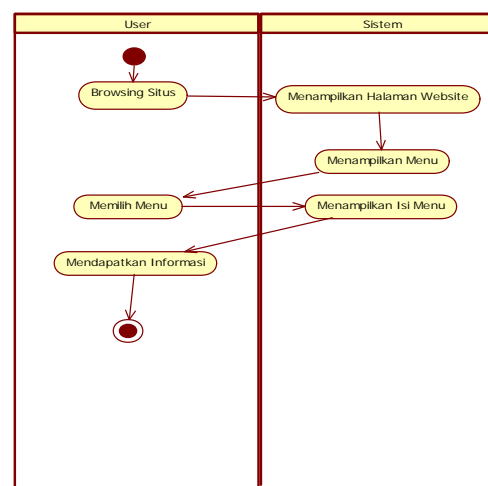 User
Sistem
Browsing Situs
Menampilkan Halaman Website
Menampilkan Menu
Memilih Menu
Menampilkan Isi Menu
Mendapatkan Informasi